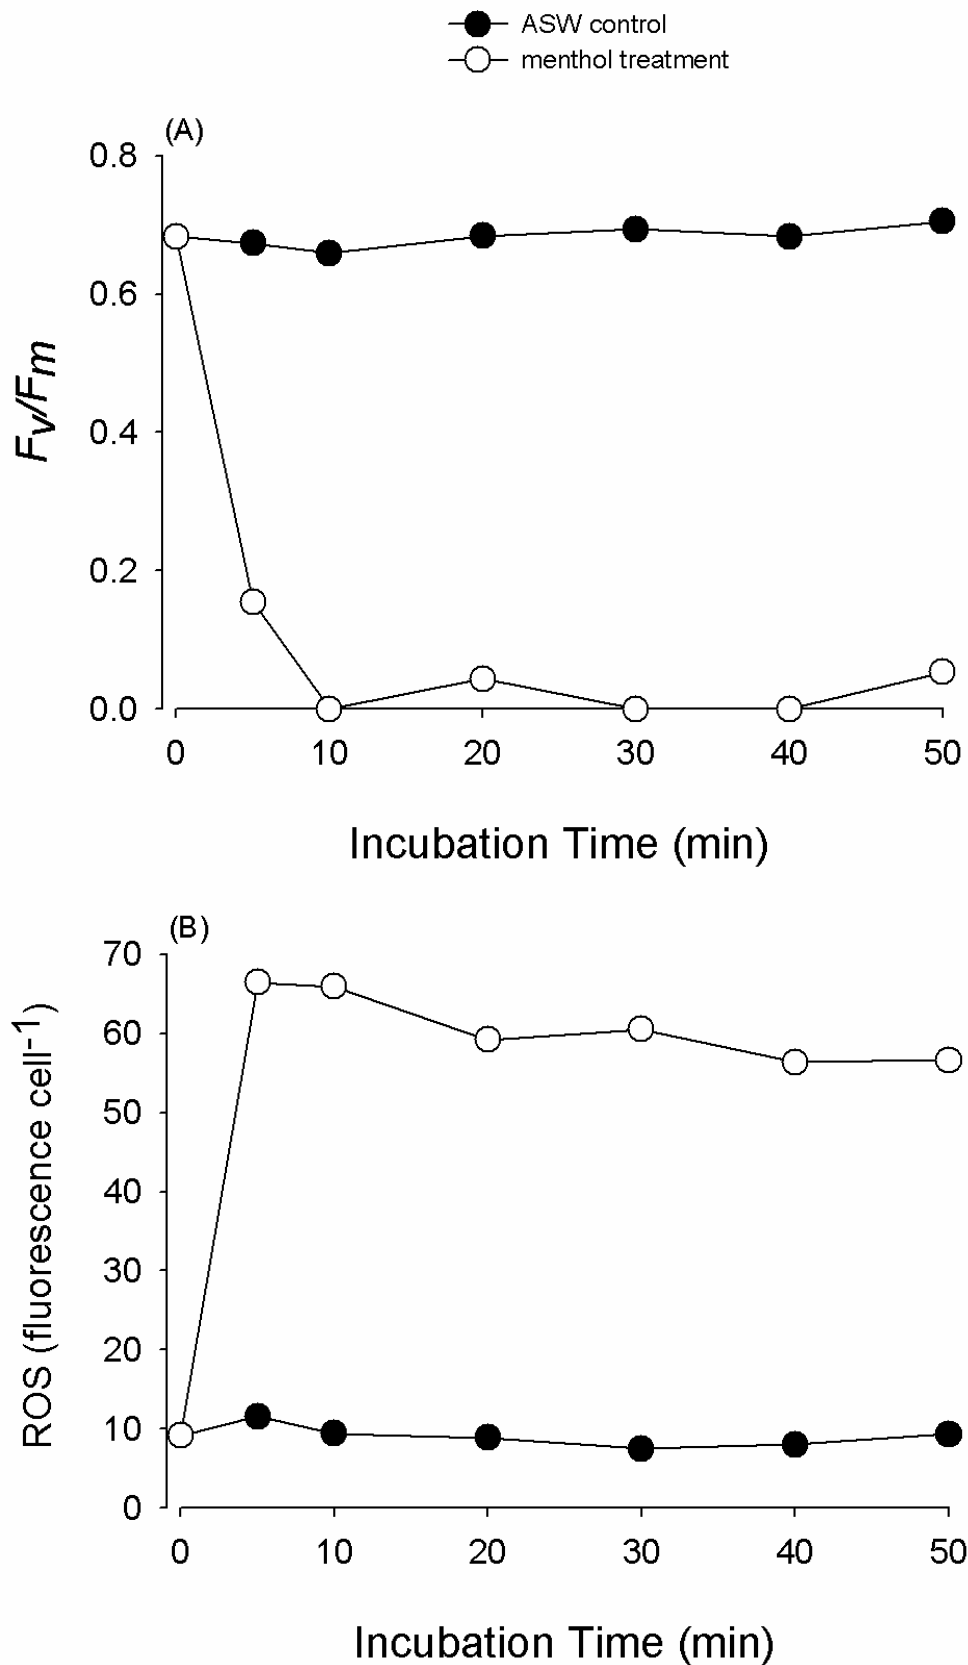 ASW control
menthol treatment
(A)
0.8
0.6
0.4
0.2
0.0
Fv/Fm
0 10 20 30 40 50
Incubation Time (min)
(B)
70
60
50
40
30
20
10
0
ROS (fluorescence cell-1)
0 10 20 30 40 50
Incubation Time (min)